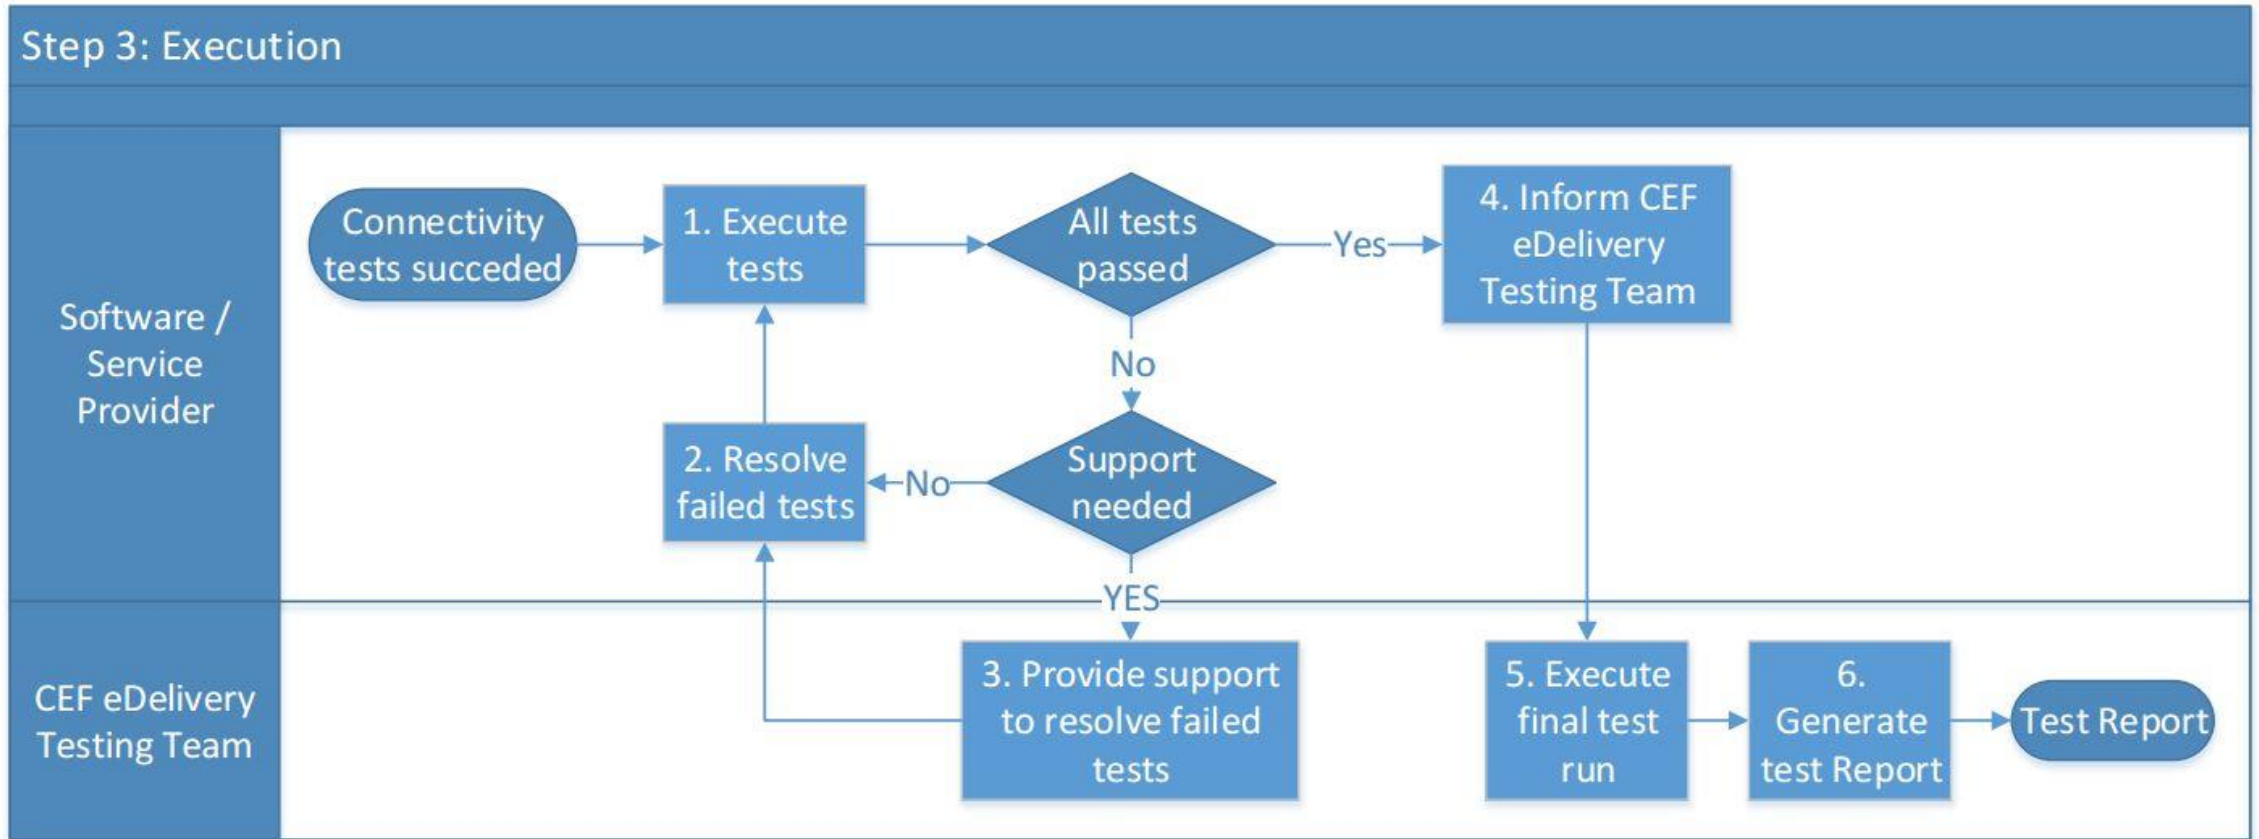 Step 3: Execution
Software /
Service
Provider
Connectivity
tests succeded
1. Execute
tests
All tests
passed
Yes
4. Inform CEF
eDelivery
Testing Team
No
2. Resolve
failed tests
No
Support
needed
YES
CEF eDelivery
Testing Team
3. Provide support
to resolve failed
tests
5. Execute
final test
run
6.
Generate
test Report
Test Report